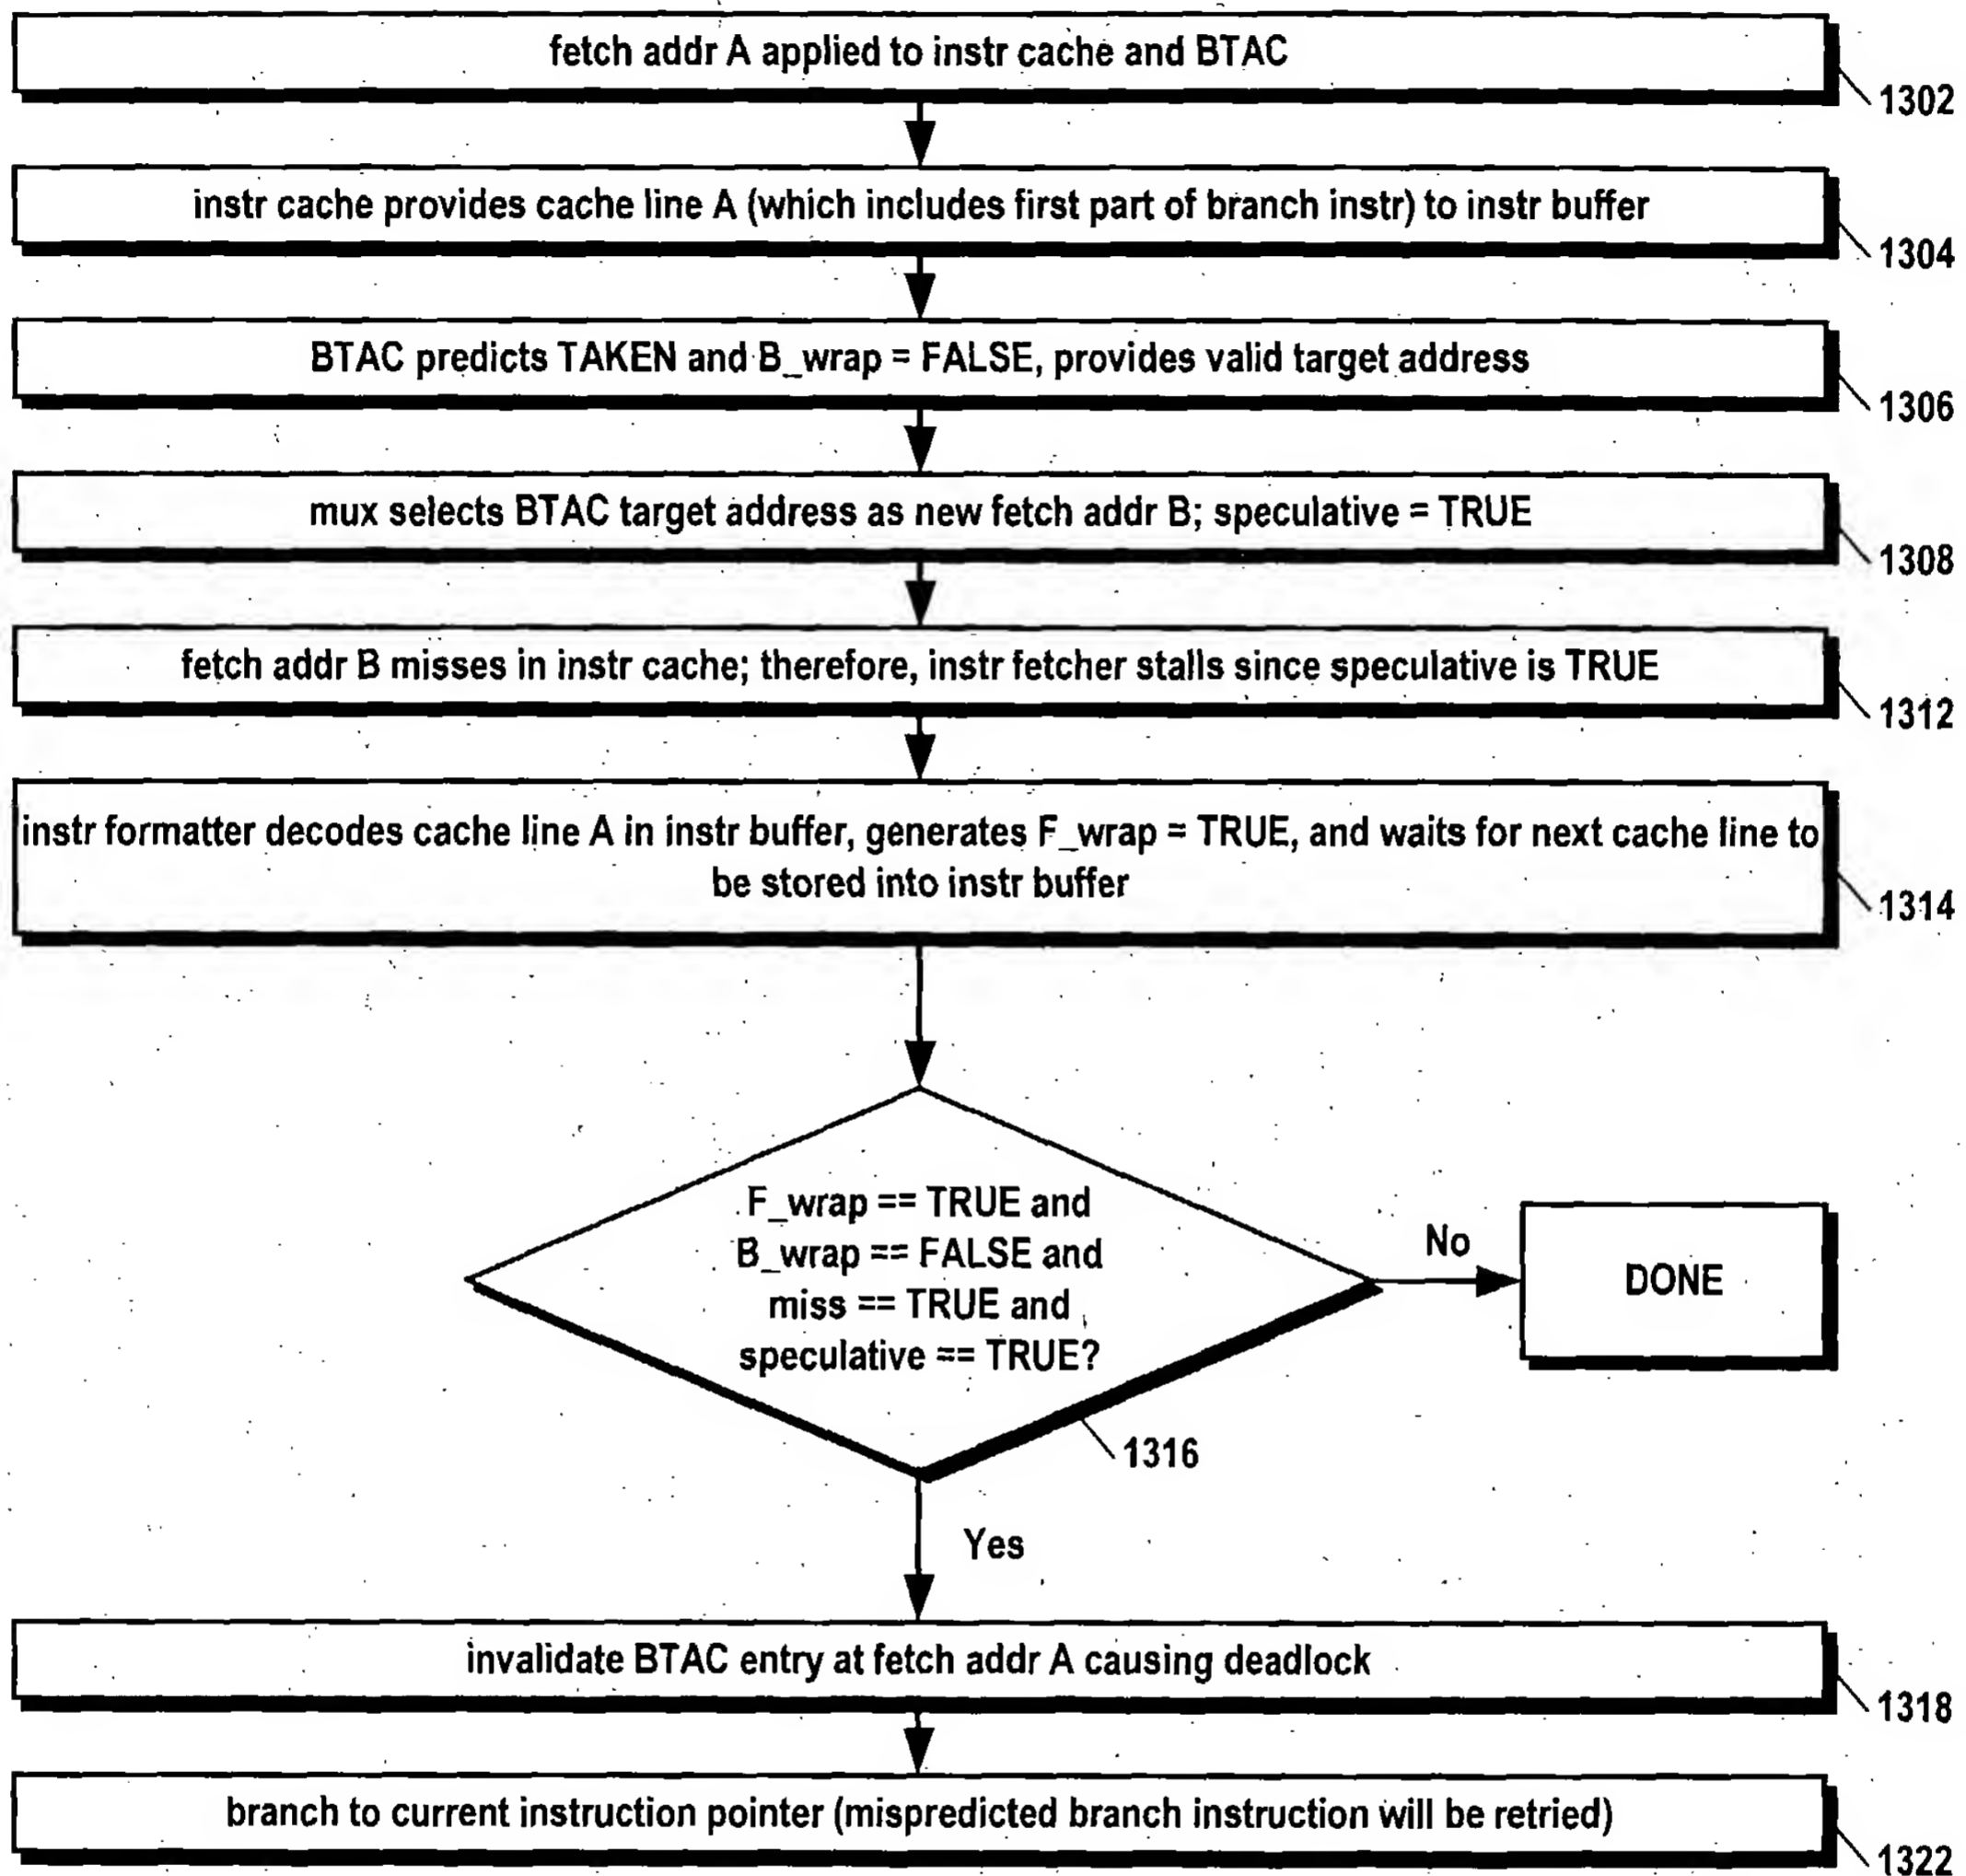 fetch addr A applied to instr cache and BTAC
1302
instr cache provides cache line A (which includes first part of branch instr) to instr buffer
1304
BTAC predicts TAKEN and B_wrap = FALSE, provides valid target address
1306
mux selects BTAC target address as new fetch addr B; speculative = TRUE
1308
fetch addr B misses in instr cache; therefore, instr fetcher stalls since speculative is TRUE
1312
instr formatter decodes cache line A in instr buffer, generates F_wrap = TRUE, and waits for next cache line to
be stored into instr buffer
1314
F_wrap == TRUE and
B_wrap == FALSE and
miss == TRUE and
speculative == TRUE?
No
DONE
1316
Yes
invalidate BTAC entry at fetch addr A causing deadlock
1318
branch to current instruction pointer (mispredicted branch instruction will be retried)
1322